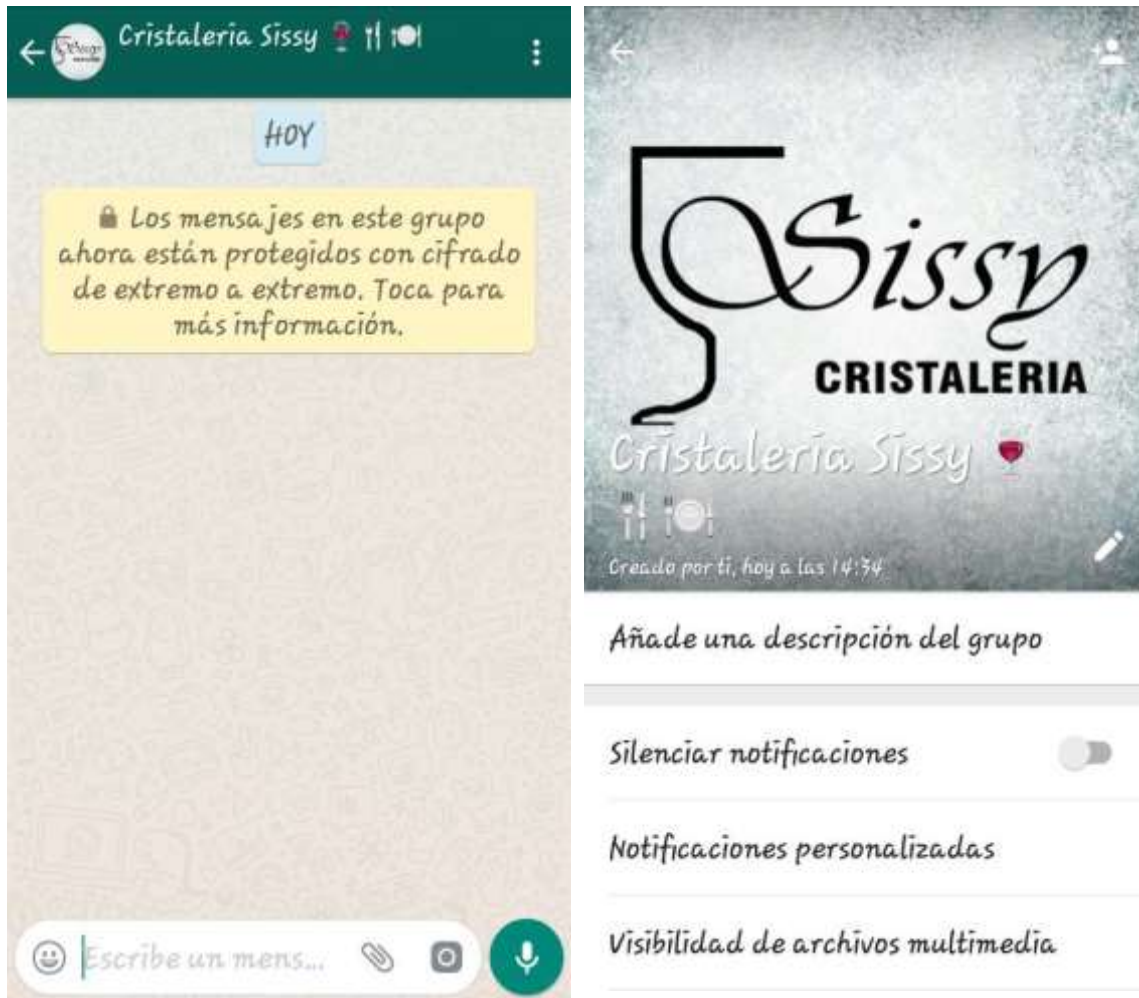 Cristaleria Sissy 🍷 🍴 🍽️
Sissy
HOY
🔒 Los mensajes en este grupo
ahora están protegidos con cifrado
de extremo a extremo. Toca para
más información.
Escribe un mens...
Sissy
CRISTALERIA
Cristaleria Sissy 🍷
🍴 🍽️
Creado por ti, hoy a las 14:34
Añade una descripción del grupo
Silenciar notificaciones
Notificaciones personalizadas
Visibilidad de archivos multimedia